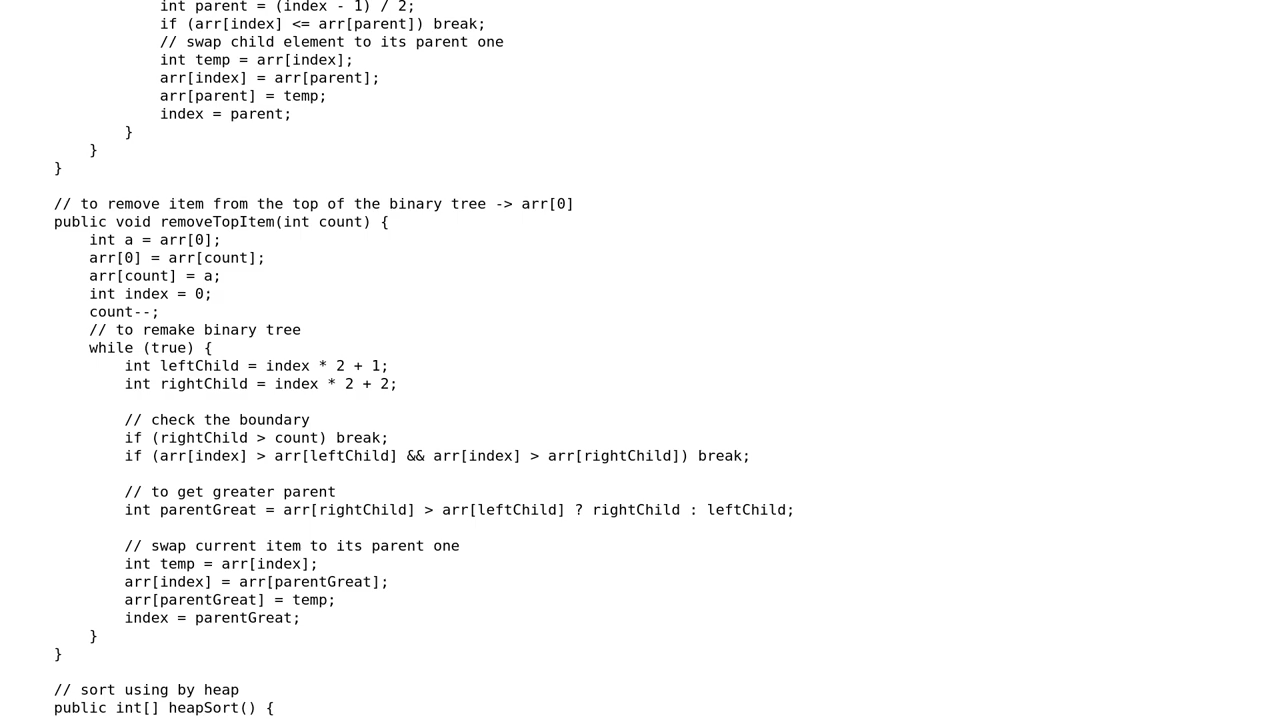 int parent = (index - 1) / 2;
if (arr[index] <= arr[parent]) break;
// swap child element to its parent one
int temp = arr[index];
arr[index] = arr[parent];
arr[parent] = temp;
index = parent;
}
}
}
// to remove item from the top of the binary tree -> arr[0]
public void removeTopItem(int count) {
int a = arr[0];
arr[0] = arr[count];
arr[count] = a;
int index = 0;
count--;
// to remake binary tree
while (true) {
int leftChild = index * 2 + 1;
int rightChild = index * 2 + 2;
// check the boundary
if (rightChild > count) break;
if (arr[index] > arr[leftChild] && arr[index] > arr[rightChild]) break;
// to get greater parent
int parentGreat = arr[rightChild] > arr[leftChild] ? rightChild : leftChild;
// swap current item to its parent one
int temp = arr[index];
arr[index] = arr[parentGreat];
arr[parentGreat] = temp;
index = parentGreat;
}
}
// sort using by heap
public int[] heapSort() {